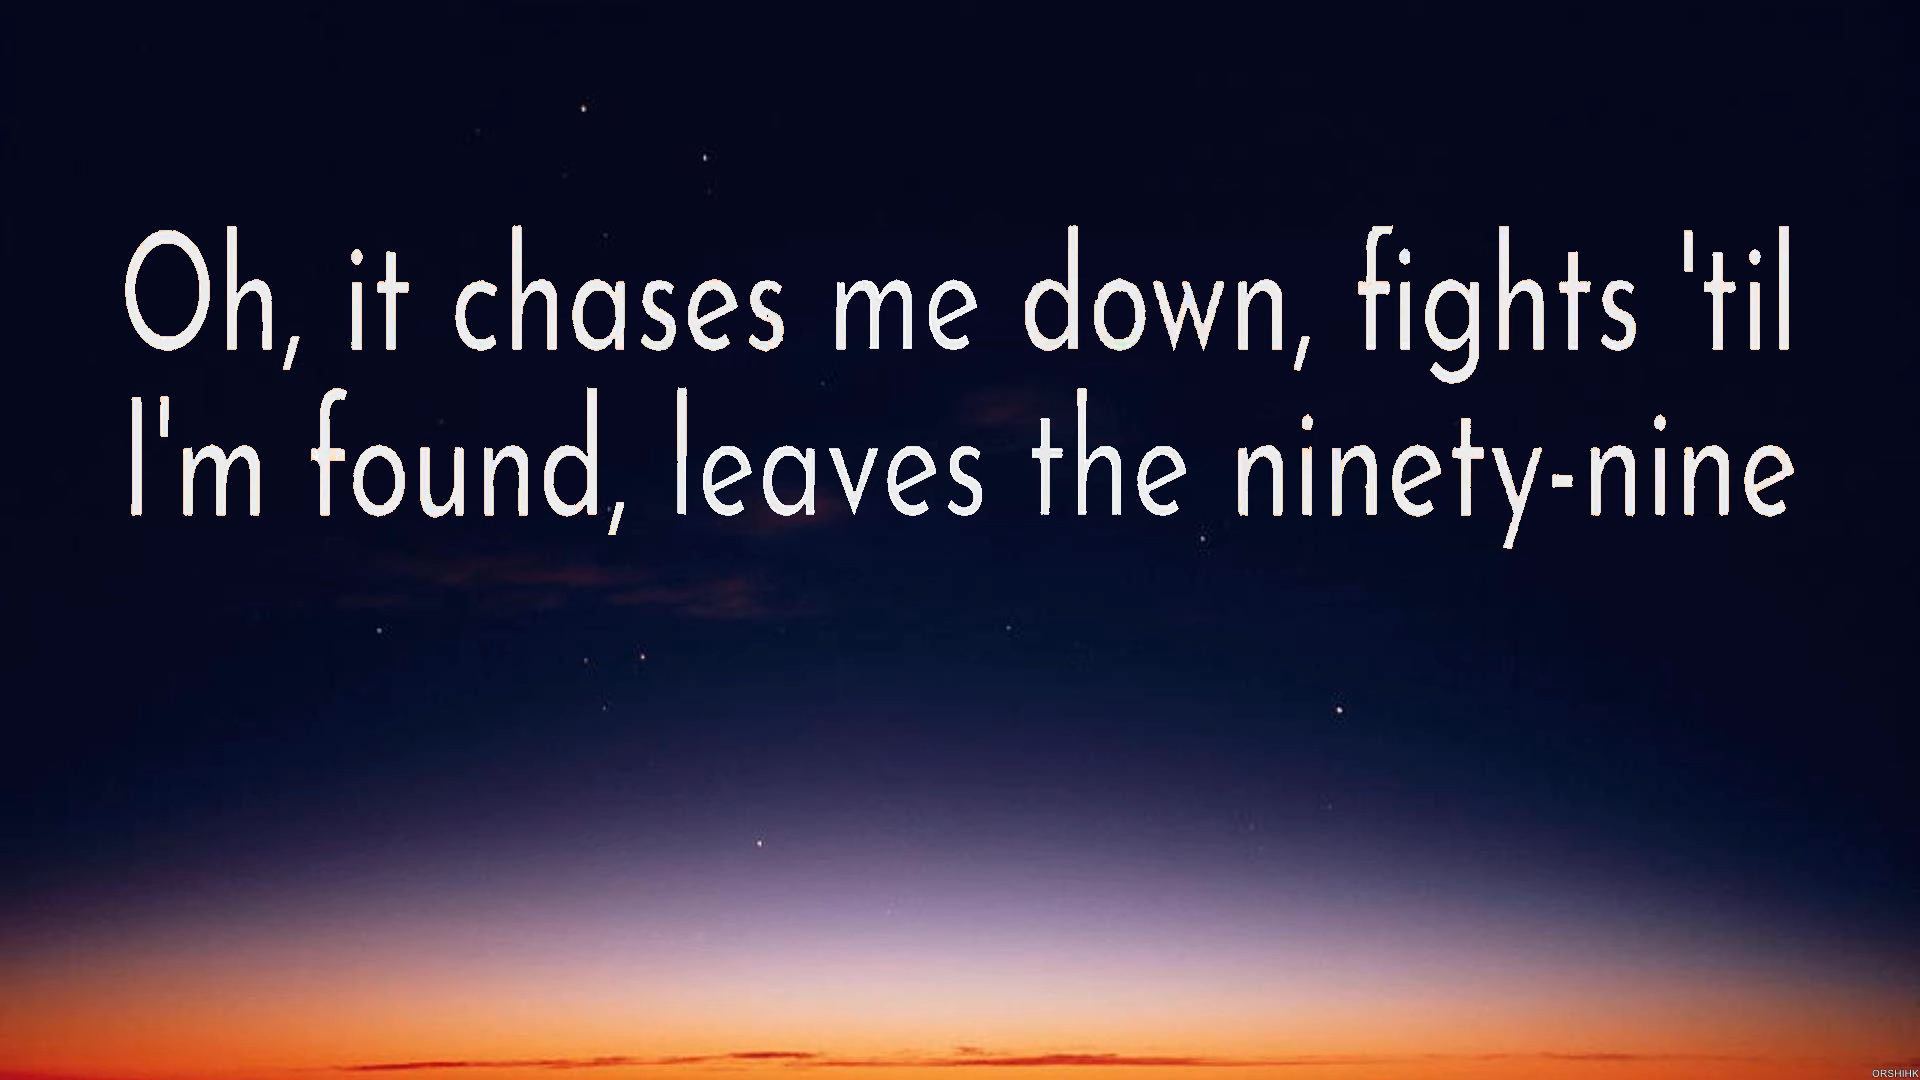 Oh, it chases me down, fights 'til
I'm found, leaves the ninety-nine
ORSHIHK